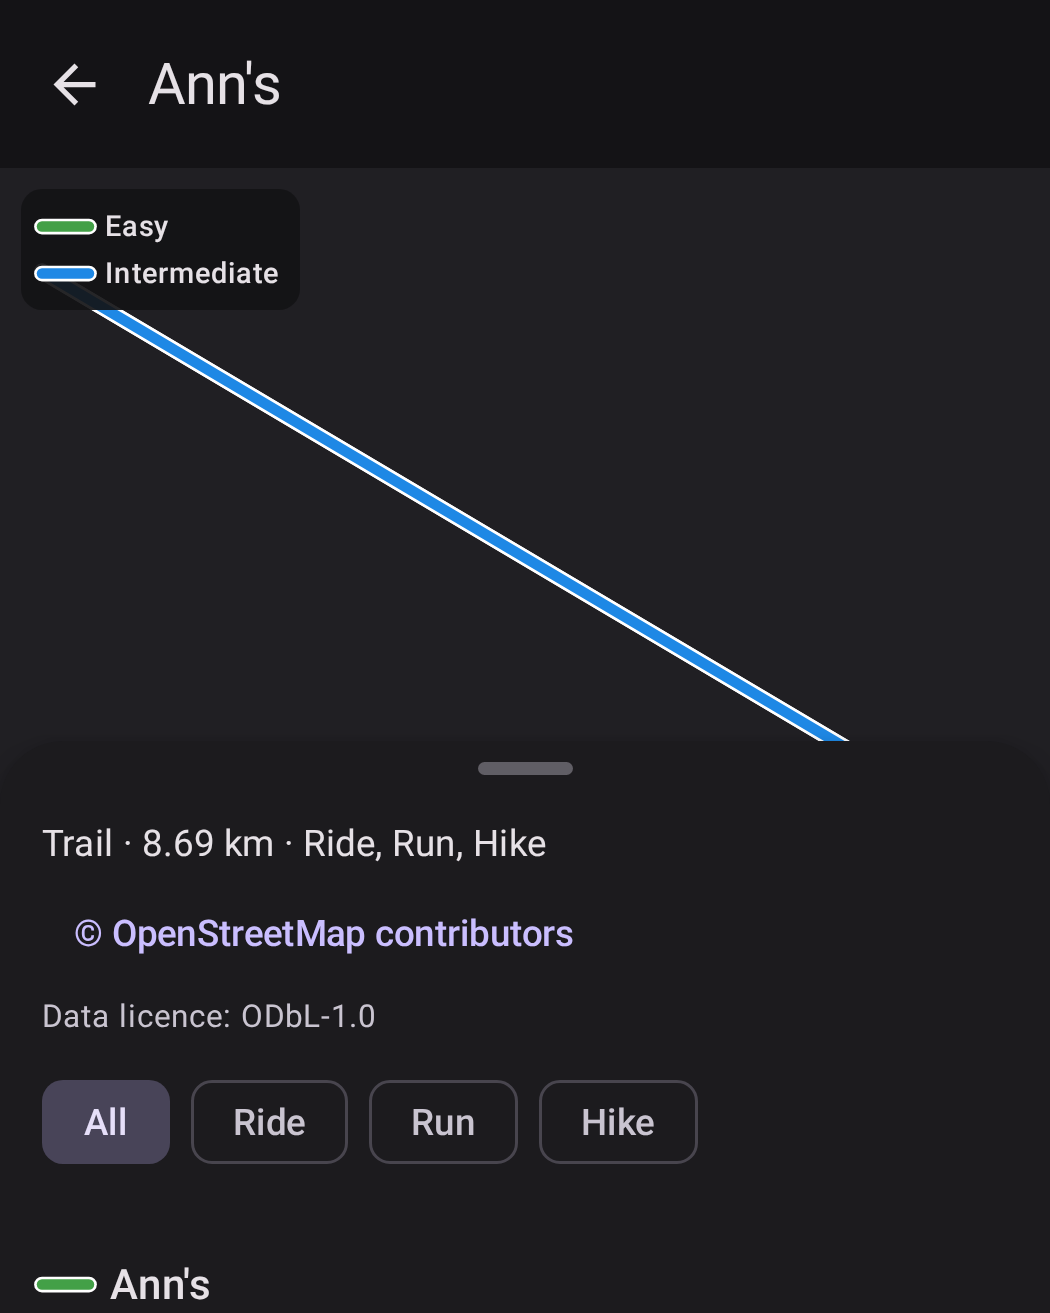 Ann's
Easy
Intermediate
Trail · 8.69 km · Ride, Run, Hike
© OpenStreetMap contributors
Data licence: ODbL-1.0
All Ride Run Hike
Ann's